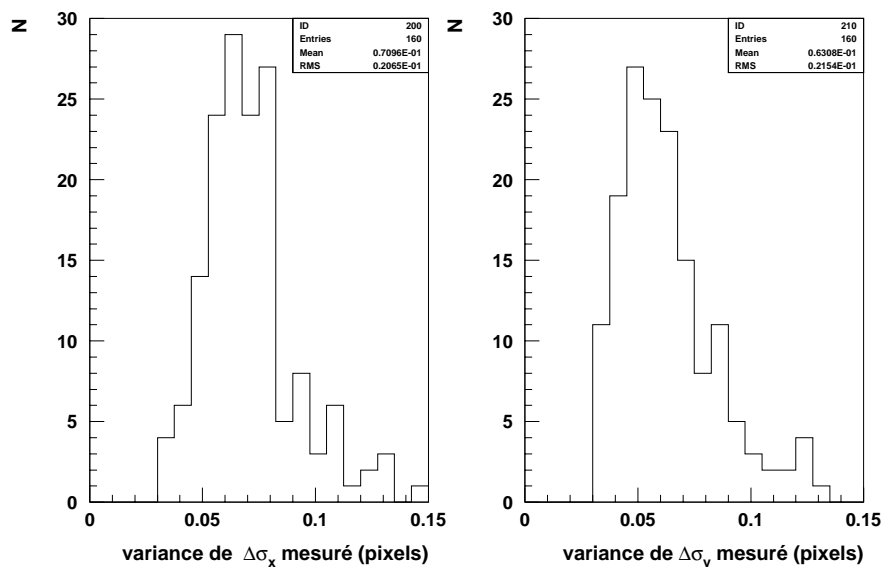 N
30
25
20
15
10
5
0
0 0.05 0.1 0.15
ID 200
Entries 160
Mean 0.7096E-01
RMS 0.2065E-01
variance de Δσx mesuré (pixels)
N
30
25
20
15
10
5
0
0 0.05 0.1 0.15
ID 210
Entries 160
Mean 0.6308E-01
RMS 0.2154E-01
variance de Δσy mesuré (pixels)